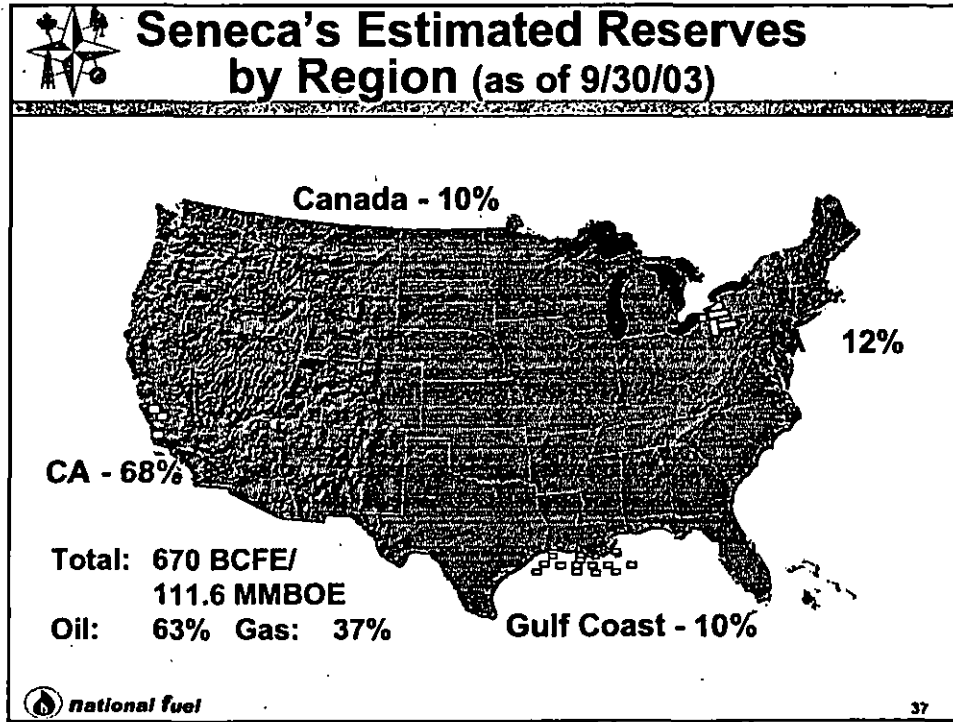 Seneca's Estimated Reserves
by Region (as of 9/30/03)
Canada - 10%
12%
CA - 68%
Total: 670 BCFE/
111.6 MMBOE
Oil: 63% Gas: 37%
Gulf Coast - 10%
national fuel
37